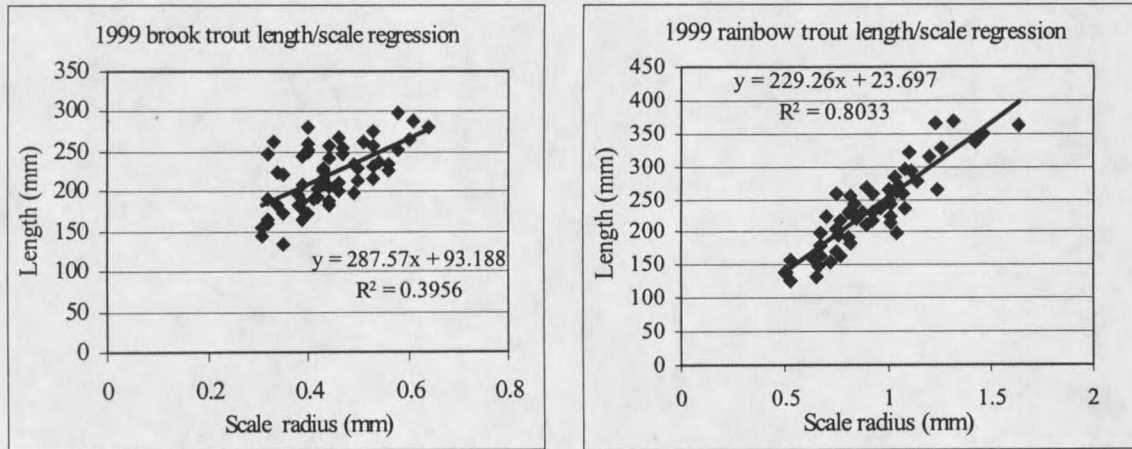 1999 brook trout length/scale regression
350
300
250
200
150
100
50
0
Length (mm)
y = 287.57x + 93.188
R² = 0.3956
0 0.2 0.4 0.6 0.8
Scale radius (mm)
1999 rainbow trout length/scale regression
450
400
350
300
250
200
150
100
50
0
Length (mm)
y = 229.26x + 23.697
R² = 0.8033
0 0.5 1 1.5 2
Scale radius (mm)